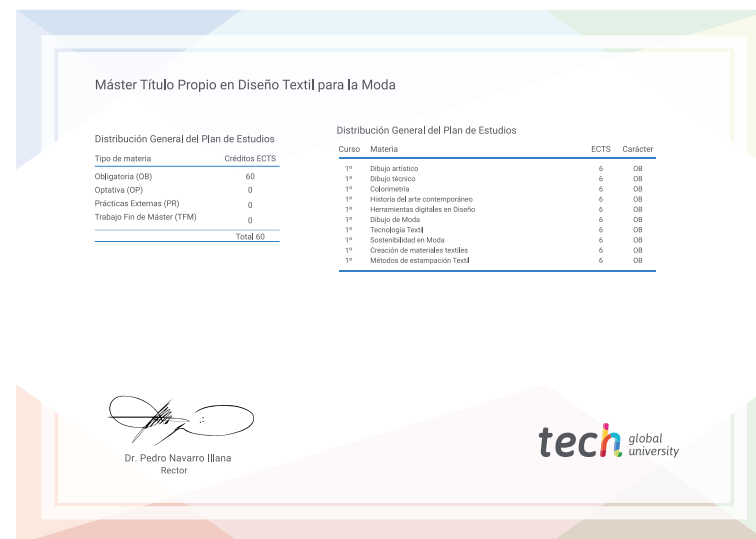 Máster Título Propio en Diseño Textil para la Moda
Distribución General del Plan de Estudios
Tipo de materia Créditos ECTS
Obligatoria (OB) 60
Optativa (OP) 0
Prácticas Externas (PR) 0
Trabajo Fin de Máster (TFM) 0
Total 60
Distribución General del Plan de Estudios
Curso Materia ECTS Carácter
1º Dibujo artístico 6 OB
1º Dibujo técnico 6 OB
1º Colorimetría 6 OB
1º Historia del arte contemporáneo 6 OB
1º Herramientas digitales en Diseño 6 OB
1º Dibujo de Moda 6 OB
1º Tecnología Textil 6 OB
1º Sostenibilidad en Moda 6 OB
1º Creación de materiales textiles 6 OB
1º Métodos de estampación Textil 6 OB
Dr. Pedro Navarro Illana
Rector
tech global
university